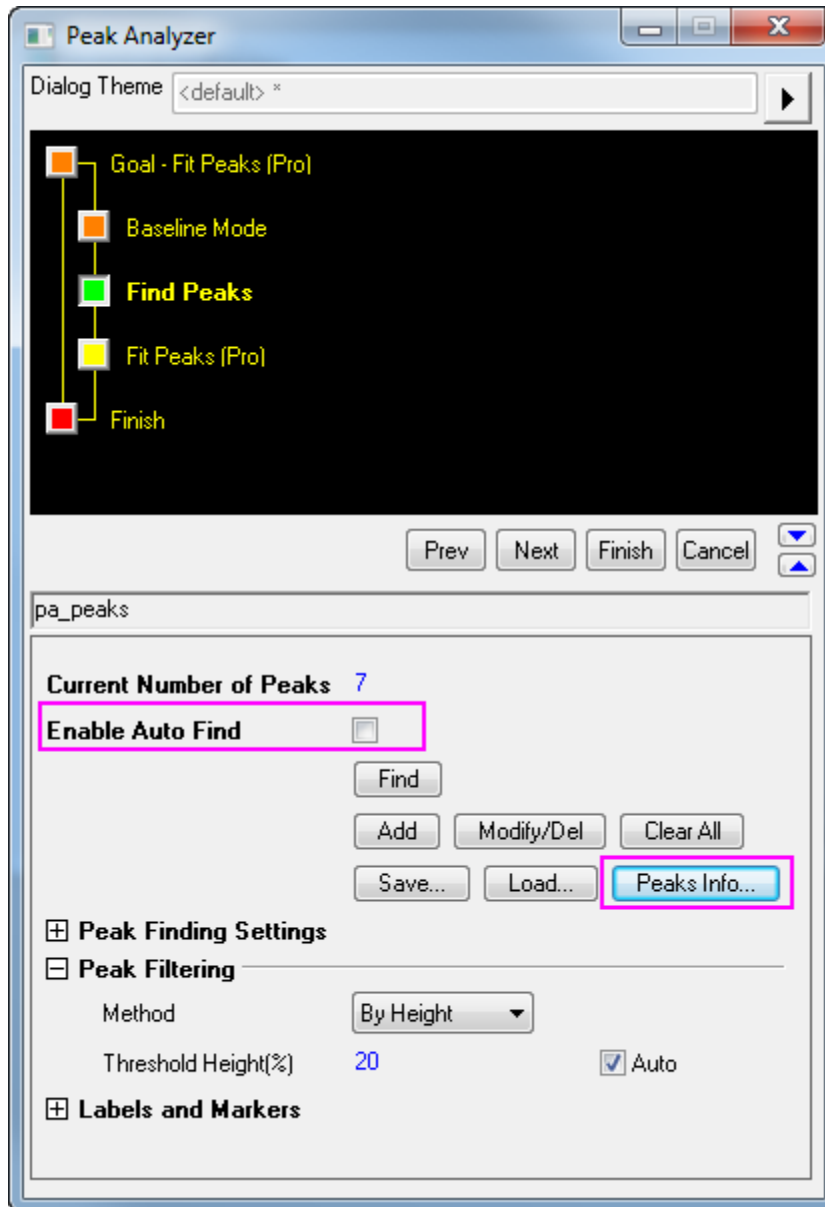 Peak Analyzer
Dialog Theme <default> *
Goal - Fit Peaks (Pro)
Baseline Mode
Find Peaks
Fit Peaks (Pro)
Finish
Prev Next Finish Cancel
pa_peaks
Current Number of Peaks 7
Enable Auto Find
Find
Add Modify/Del Clear All
Save... Load... Peaks Info...
Peak Finding Settings
Peak Filtering
Method By Height
Threshold Height(%) 20 Auto
Labels and Markers